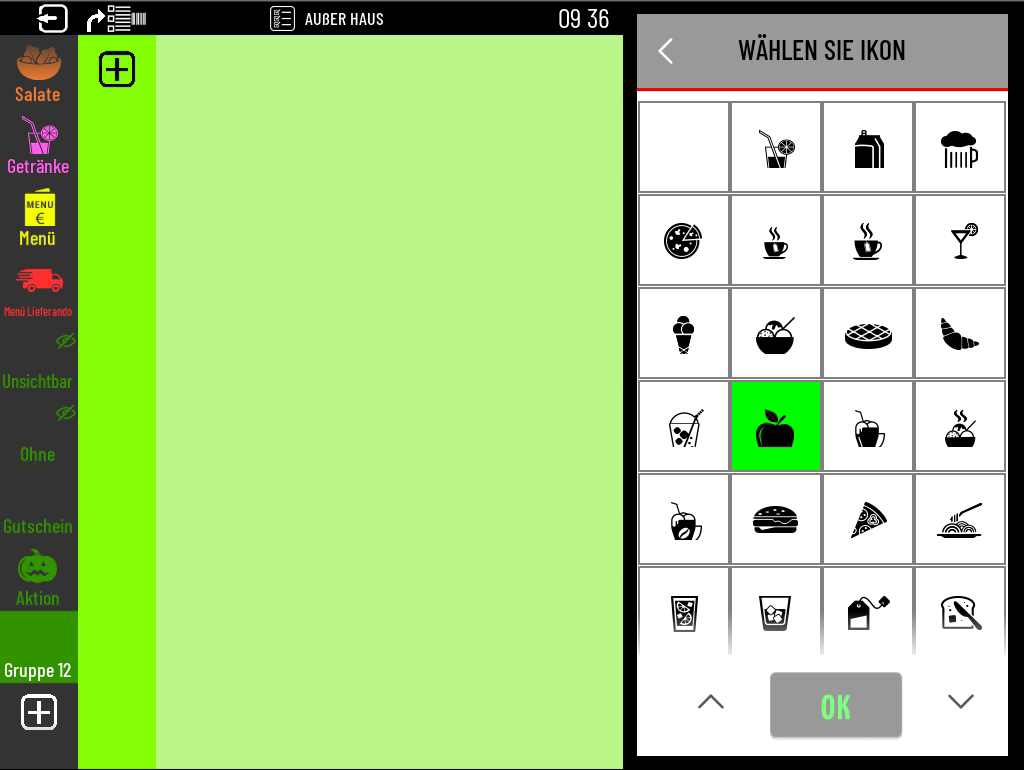 AUßER HAUS
09 36
WÄHLEN SIE IKON
Salate
Getränke
MENU
€
Menü
Menü Lieferando
Unsichtbar
Ohne
Gutschein
Aktion
Gruppe 12
OK